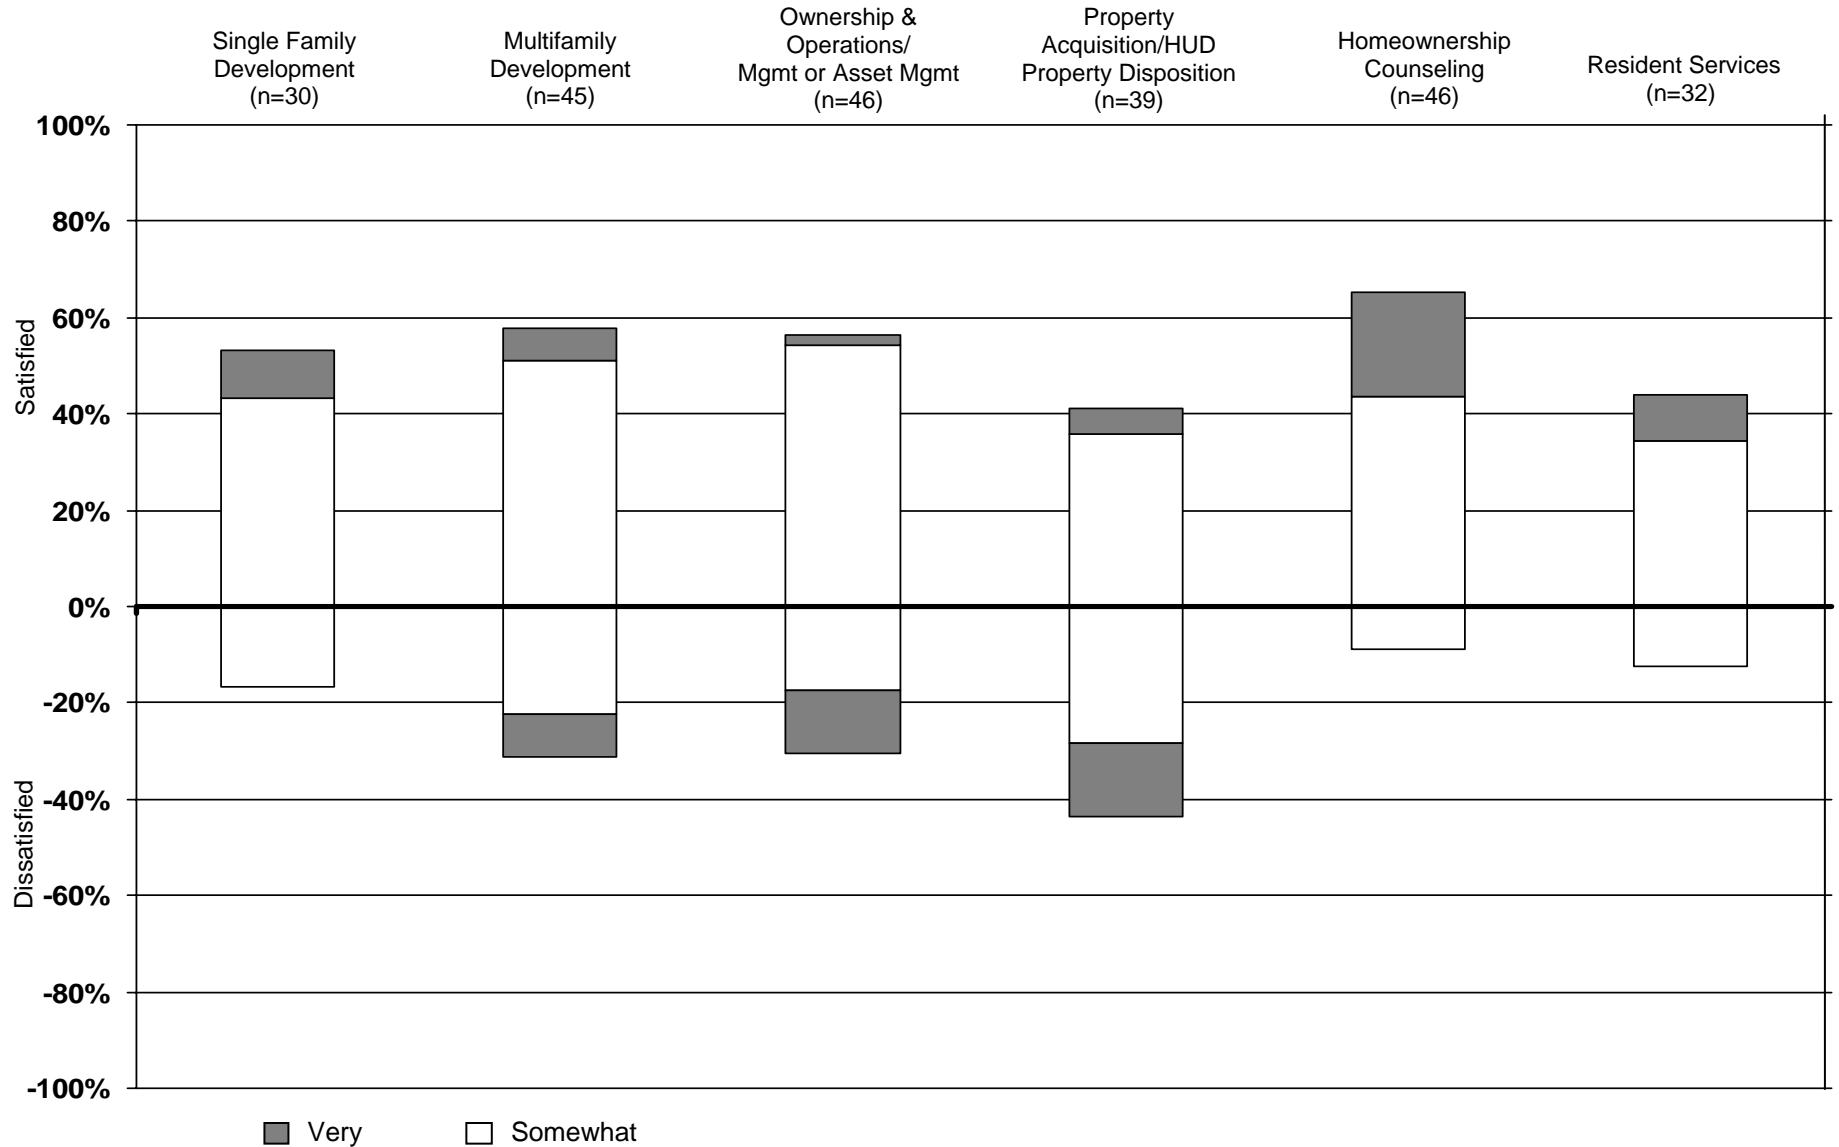 Single Family
Development
(n=30)
Multifamily
Development
(n=45)
Ownership &
Operations/
Mgmt or Asset Mgmt
(n=46)
Property
Acquisition/HUD
Property Disposition
(n=39)
Homeownership
Counseling
(n=46)
Resident Services
(n=32)
100%
80%
60%
40%
20%
0%
-20%
-40%
-60%
-80%
-100%
Satisfied
Dissatisfied
Very
Somewhat